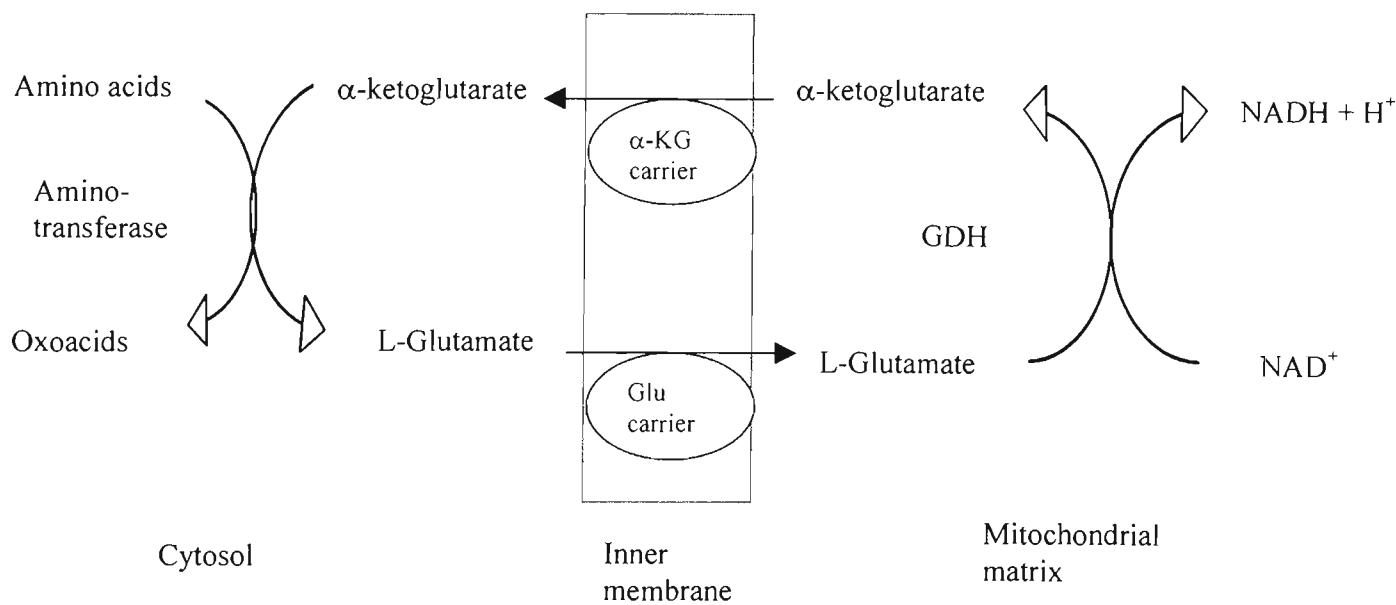 Amino acids
α-ketoglutarate
α-ketoglutarate
NADH + H⁺
α-KG
carrier
Amino-
transferase
GDH
Oxoacids
L-Glutamate
L-Glutamate
NAD⁺
Glu
carrier
Cytosol
Inner
membrane
Mitochondrial
matrix